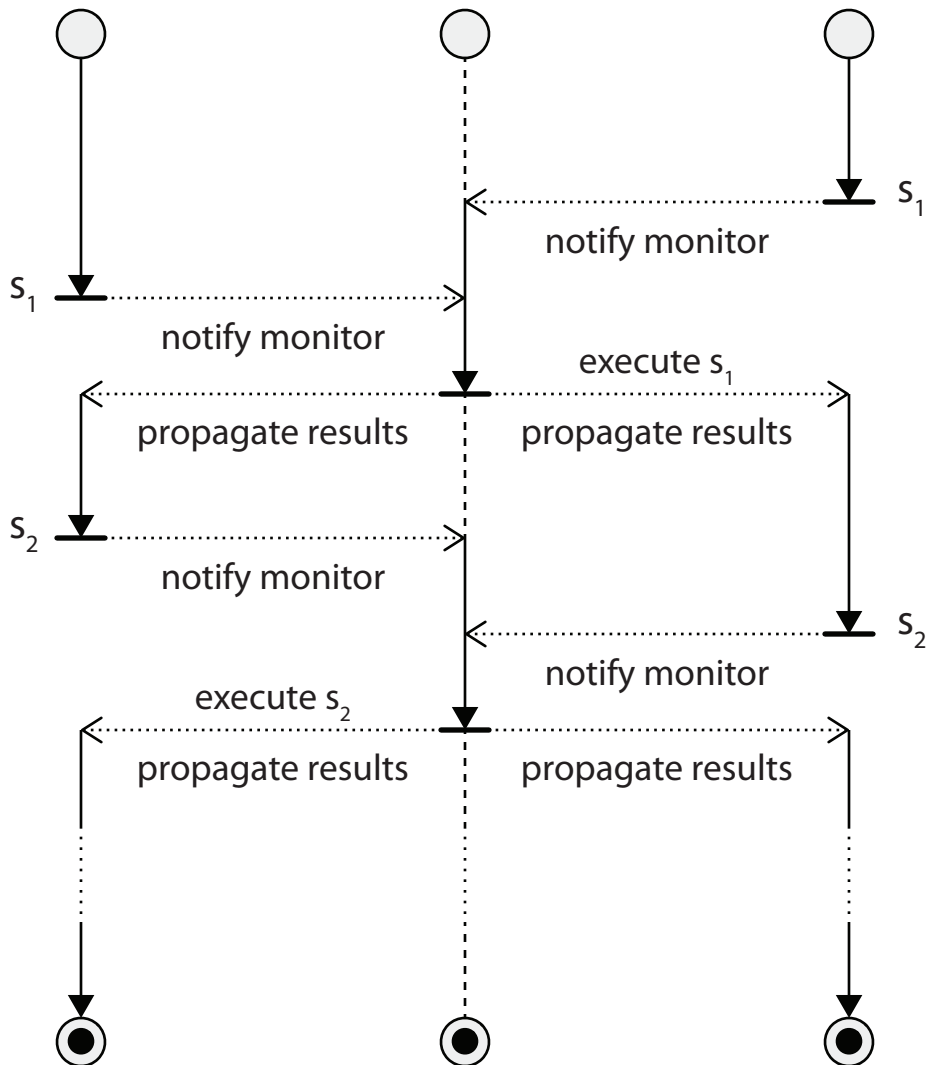 s₁
notify monitor
s₁
notify monitor
execute s₁
propagate results
propagate results
s₂
notify monitor
s₂
notify monitor
execute s₂
propagate results
propagate results